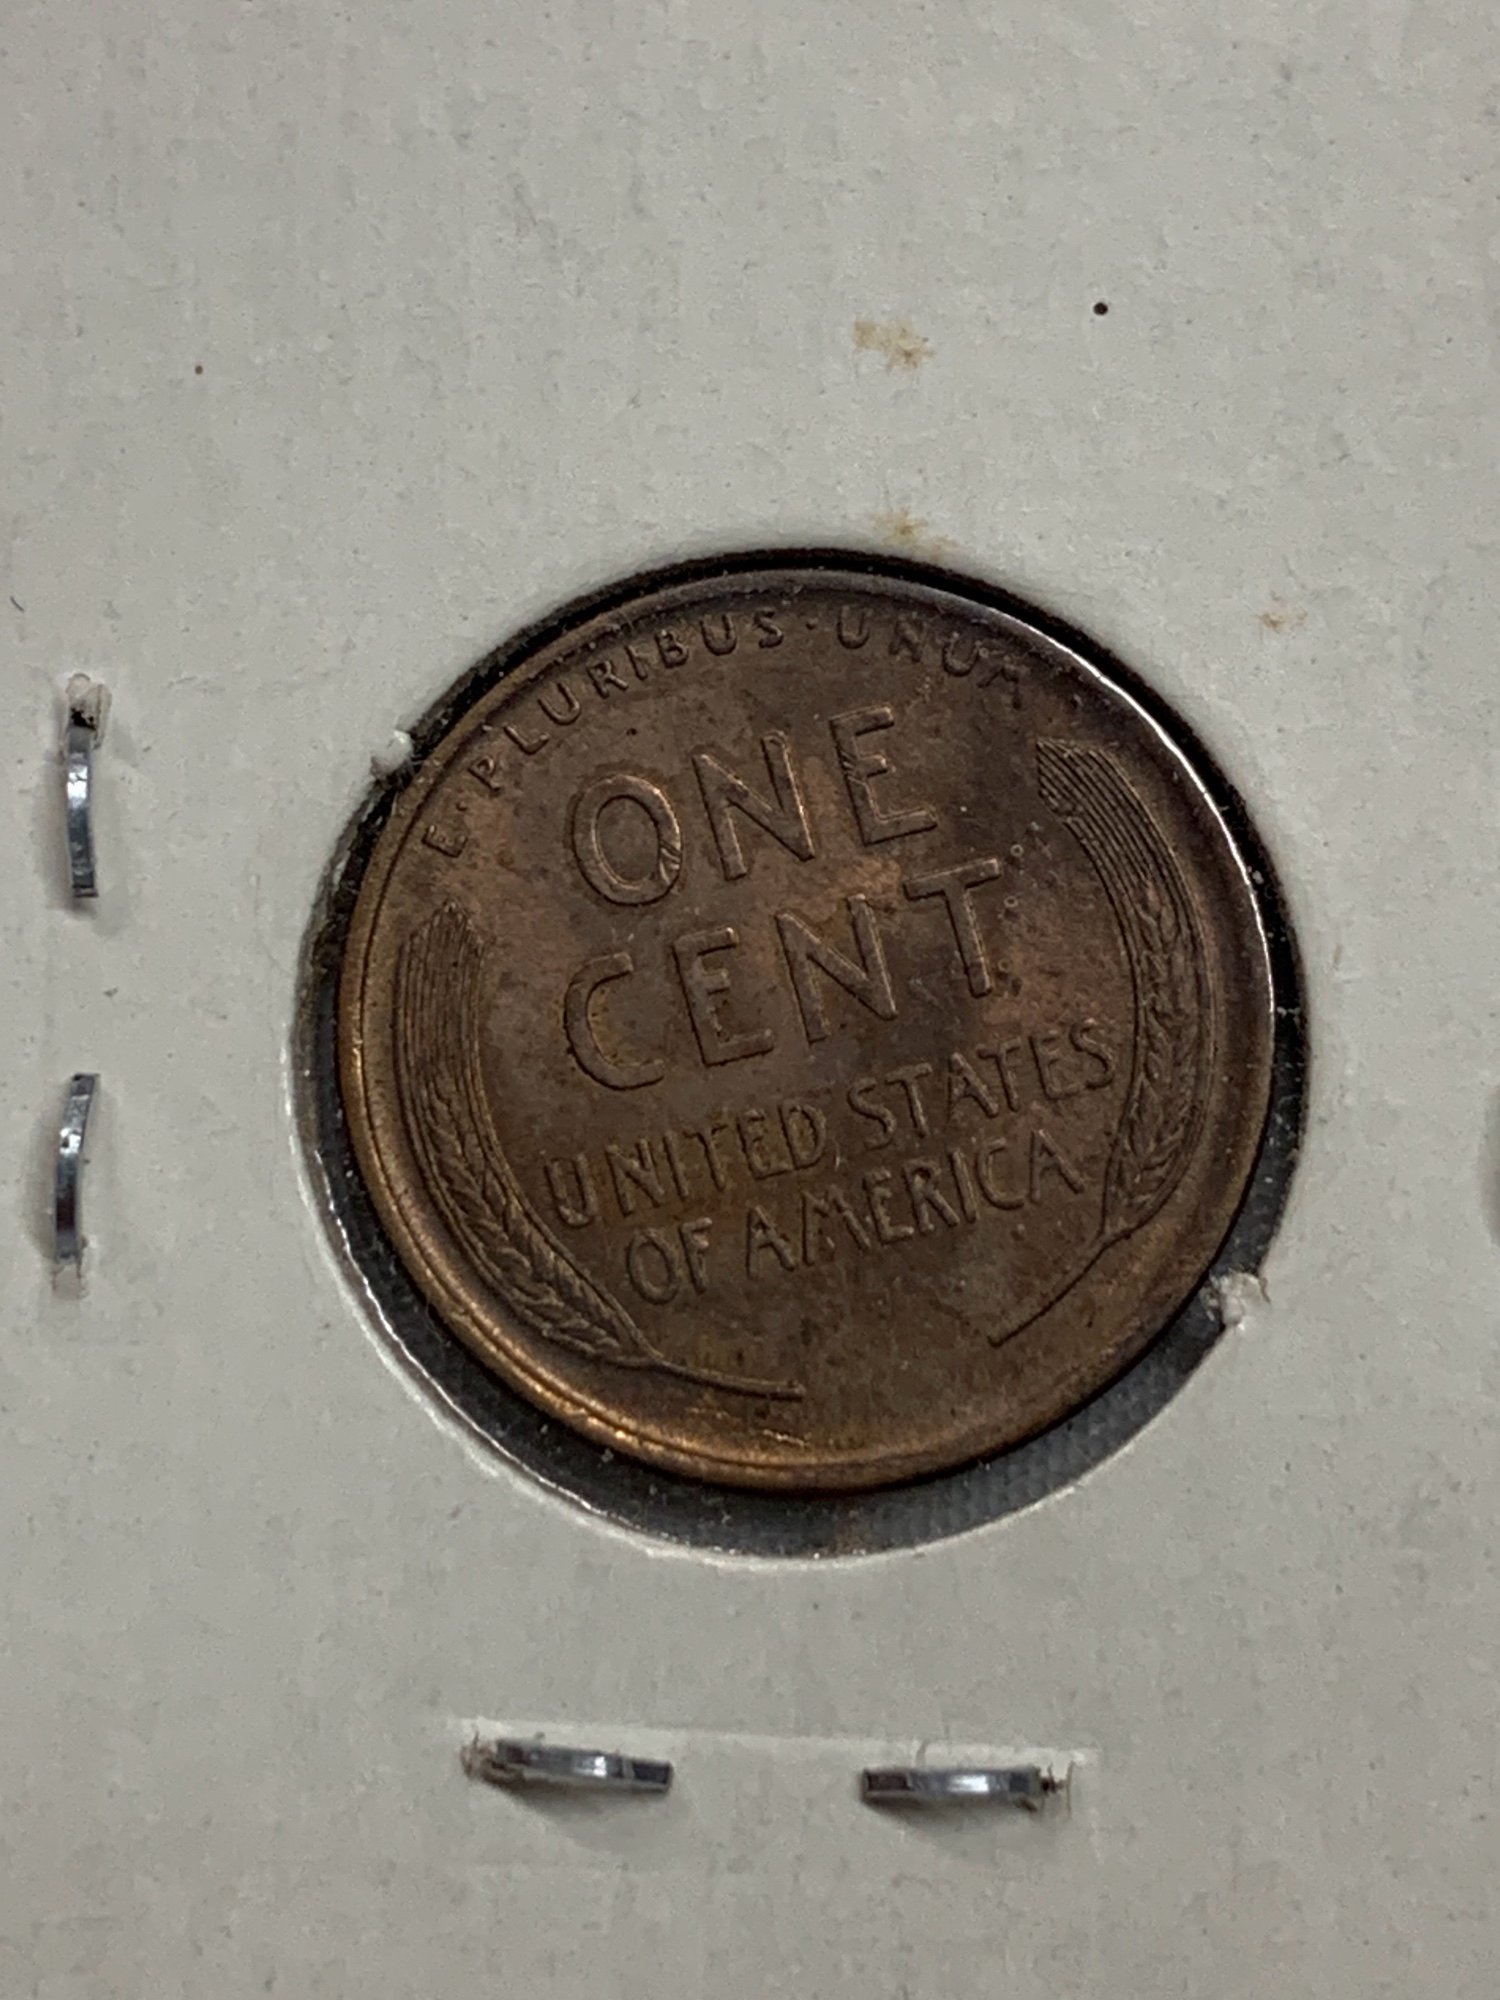 E·PLURIBUS·UNUM
ONE
CENT
UNITED STATES
OF AMERICA